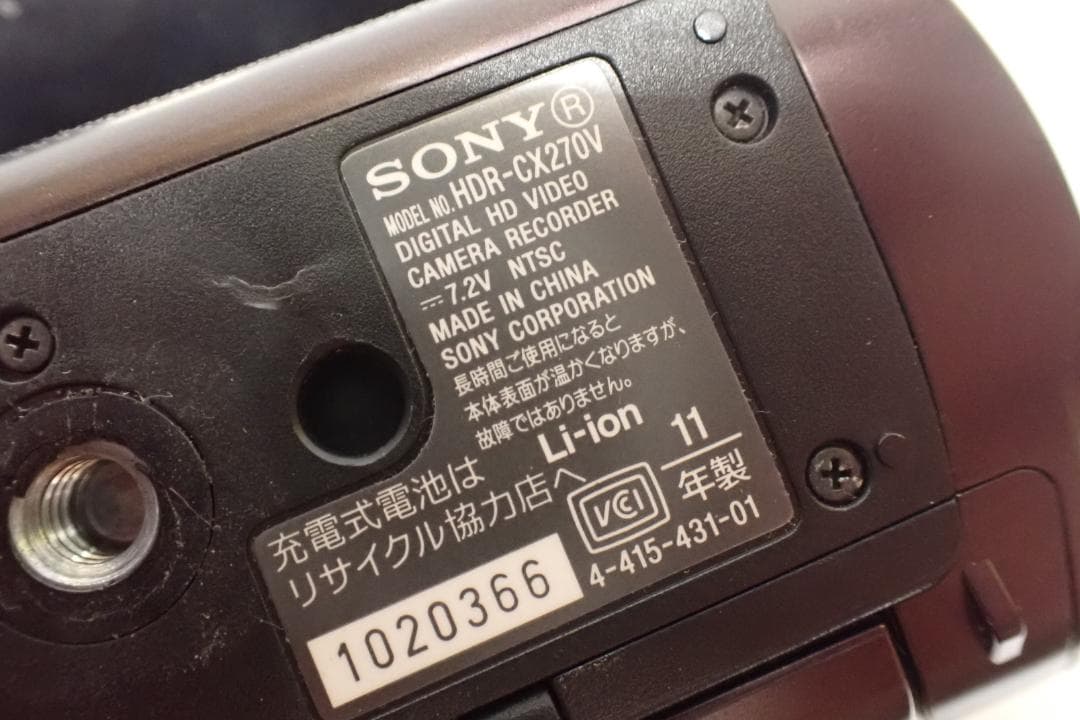 SONY®
MODEL NO. HDR-CX270V
DIGITAL HD VIDEO
CAMERA RECORDER
⎓ 7.2V NTSC
MADE IN CHINA
SONY CORPORATION
長時間ご使用になると
本体表面が温かくなりますが、
故障ではありません。
Li-ion
充電式電池は
リサイクル協力店へ
VCI
11
年製
4-415-431-01
1020366